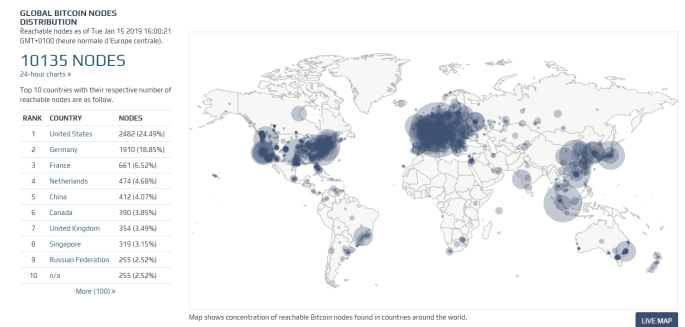 GLOBAL BITCOIN NODES
DISTRIBUTION
Reachable nodes as of Tue Jan 15 2019 16:00:21
GMT+0100 (heure normale d'Europe centrale).
10135 NODES
24-hour charts »
Top 10 countries with their respective number of
reachable nodes are as follow.
RANK COUNTRY NODES
1 United States 2482 (24.49%)
2 Germany 1910 (18.85%)
3 France 661 (6.52%)
4 Netherlands 474 (4.68%)
5 China 412 (4.07%)
6 Canada 390 (3.85%)
7 United Kingdom 354 (3.49%)
8 Singapore 319 (3.15%)
9 Russian Federation 255 (2.52%)
10 n/a 255 (2.52%)
More (100) »
Map shows concentration of reachable Bitcoin nodes found in countries around the world.
LIVE MAP